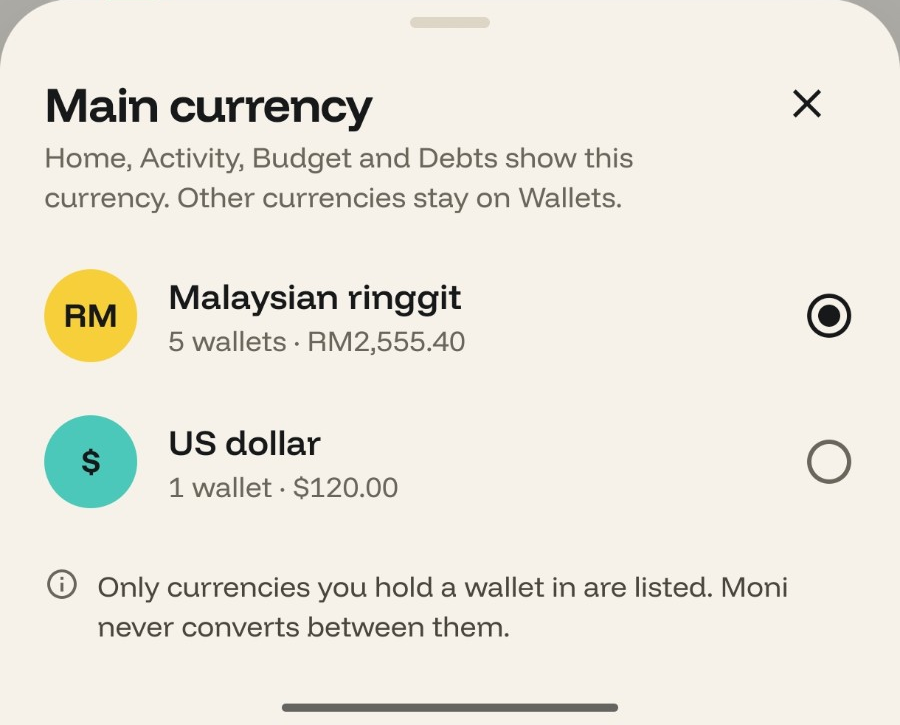 Main currency
Home, Activity, Budget and Debts show this
currency. Other currencies stay on Wallets.
RM
Malaysian ringgit
5 wallets · RM2,555.40
$
US dollar
1 wallet · $120.00
Only currencies you hold a wallet in are listed. Moni
never converts between them.